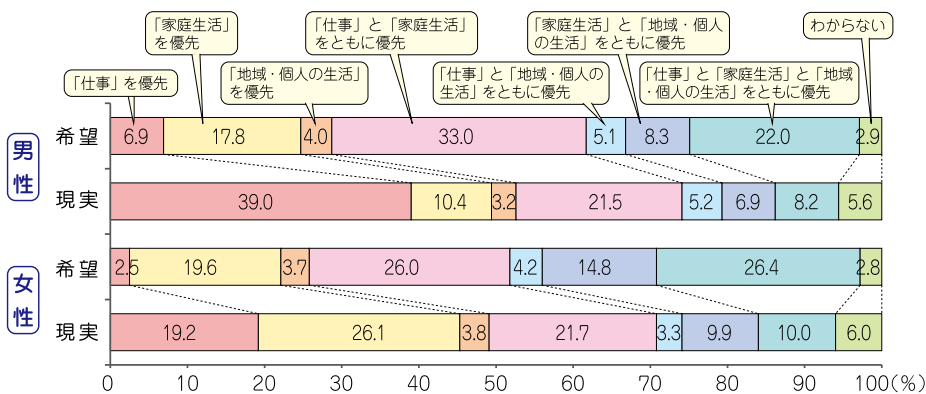 「仕事」を優先
「家庭生活」
を優先
「地域・個人の生活」
を優先
「仕事」と「家庭生活」
をともに優先
「仕事」と「地域・個人の
生活」をともに優先
「家庭生活」と「地域・個人
の生活」をともに優先
「仕事」と「家庭生活」と「地域
・個人の生活」をともに優先
わからない
男性
希望 6.9 17.8 4.0 33.0 5.1 8.3 22.0 2.9
現実 39.0 10.4 3.2 21.5 5.2 6.9 8.2 5.6
女性
希望 2.5 19.6 3.7 26.0 4.2 14.8 26.4 2.8
現実 19.2 26.1 3.8 21.7 3.3 9.9 10.0 6.0
0 10 20 30 40 50 60 70 80 90 100(%)